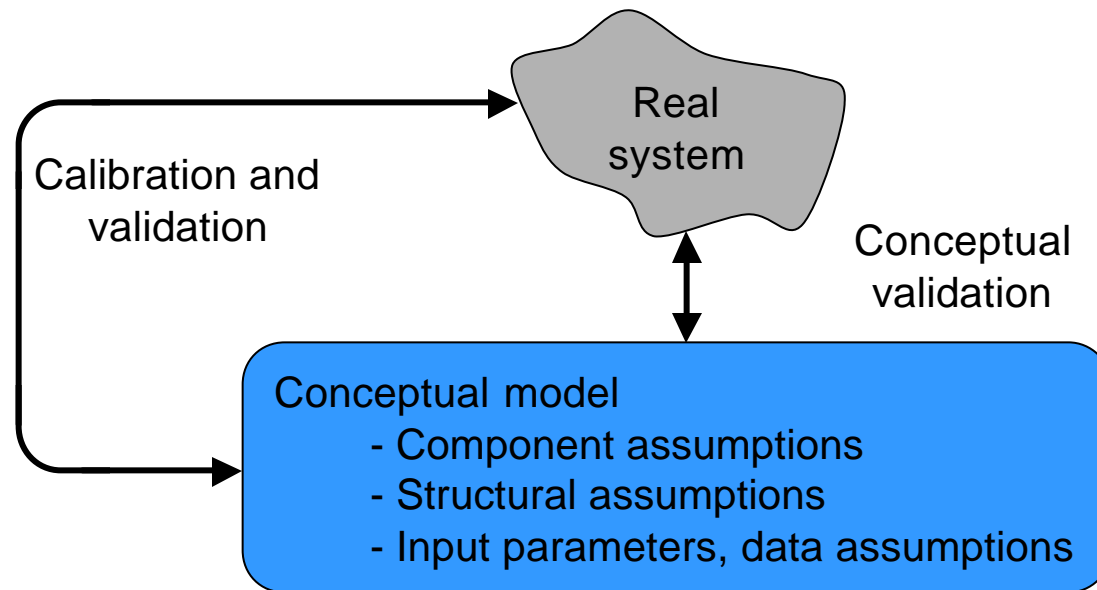 Real
system
Calibration and
validation
Conceptual
validation
Conceptual model
- Component assumptions
- Structural assumptions
- Input parameters, data assumptions